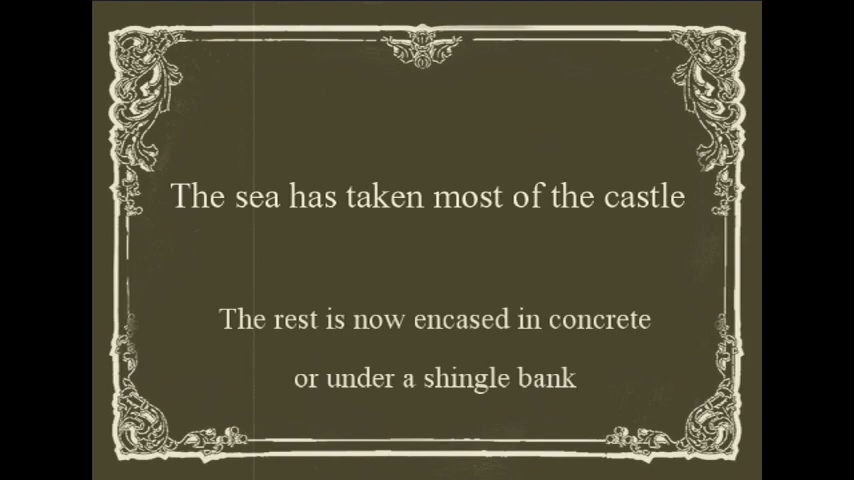 The sea has taken most of the castle
The rest is now encased in concrete
or under a shingle bank